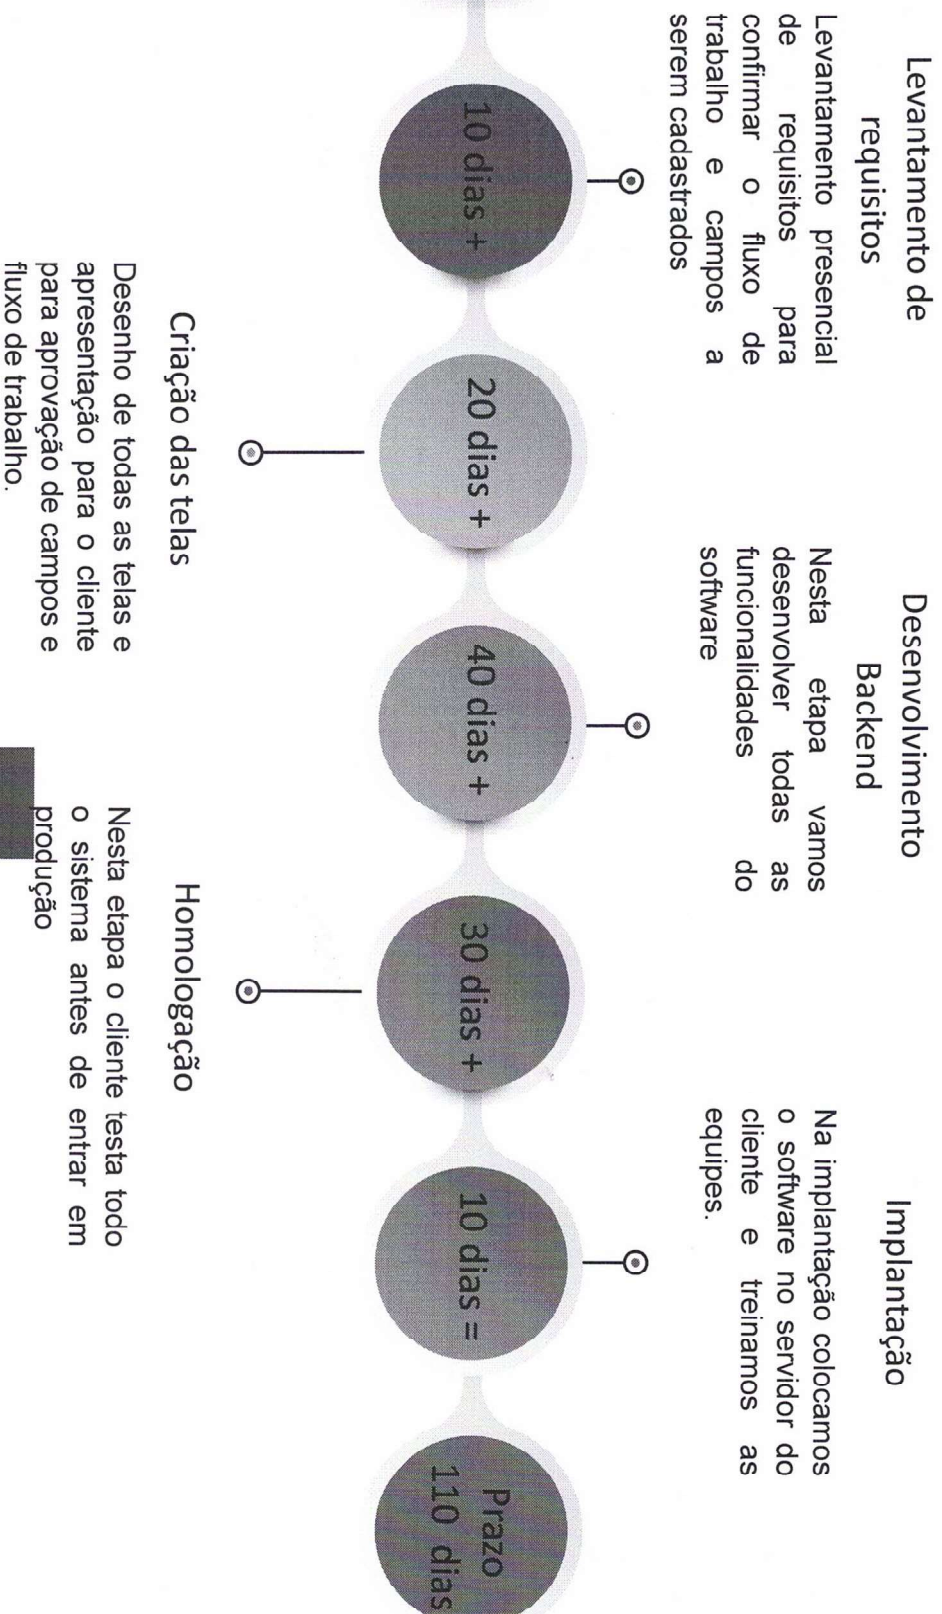 Levantamento de
requisitos
Levantamento presencial
de requisitos para
confirmar o fluxo de
trabalho e campos a
serem cadastrados
10 dias +
Criação das telas
Desenho de todas as telas e
apresentação para o cliente
para aprovação de campos e
fluxo de trabalho.
20 dias +
Desenvolvimento
Backend
Nesta etapa vamos
desenvolver todas as
funcionalidades do
software
40 dias +
Homologação
Nesta etapa o cliente testa todo
o sistema antes de entrar em
produção
30 dias +
Implantação
Na implantação colocamos
o software no servidor do
cliente e treinamos as
equipes.
10 dias =
Prazo
110 dias